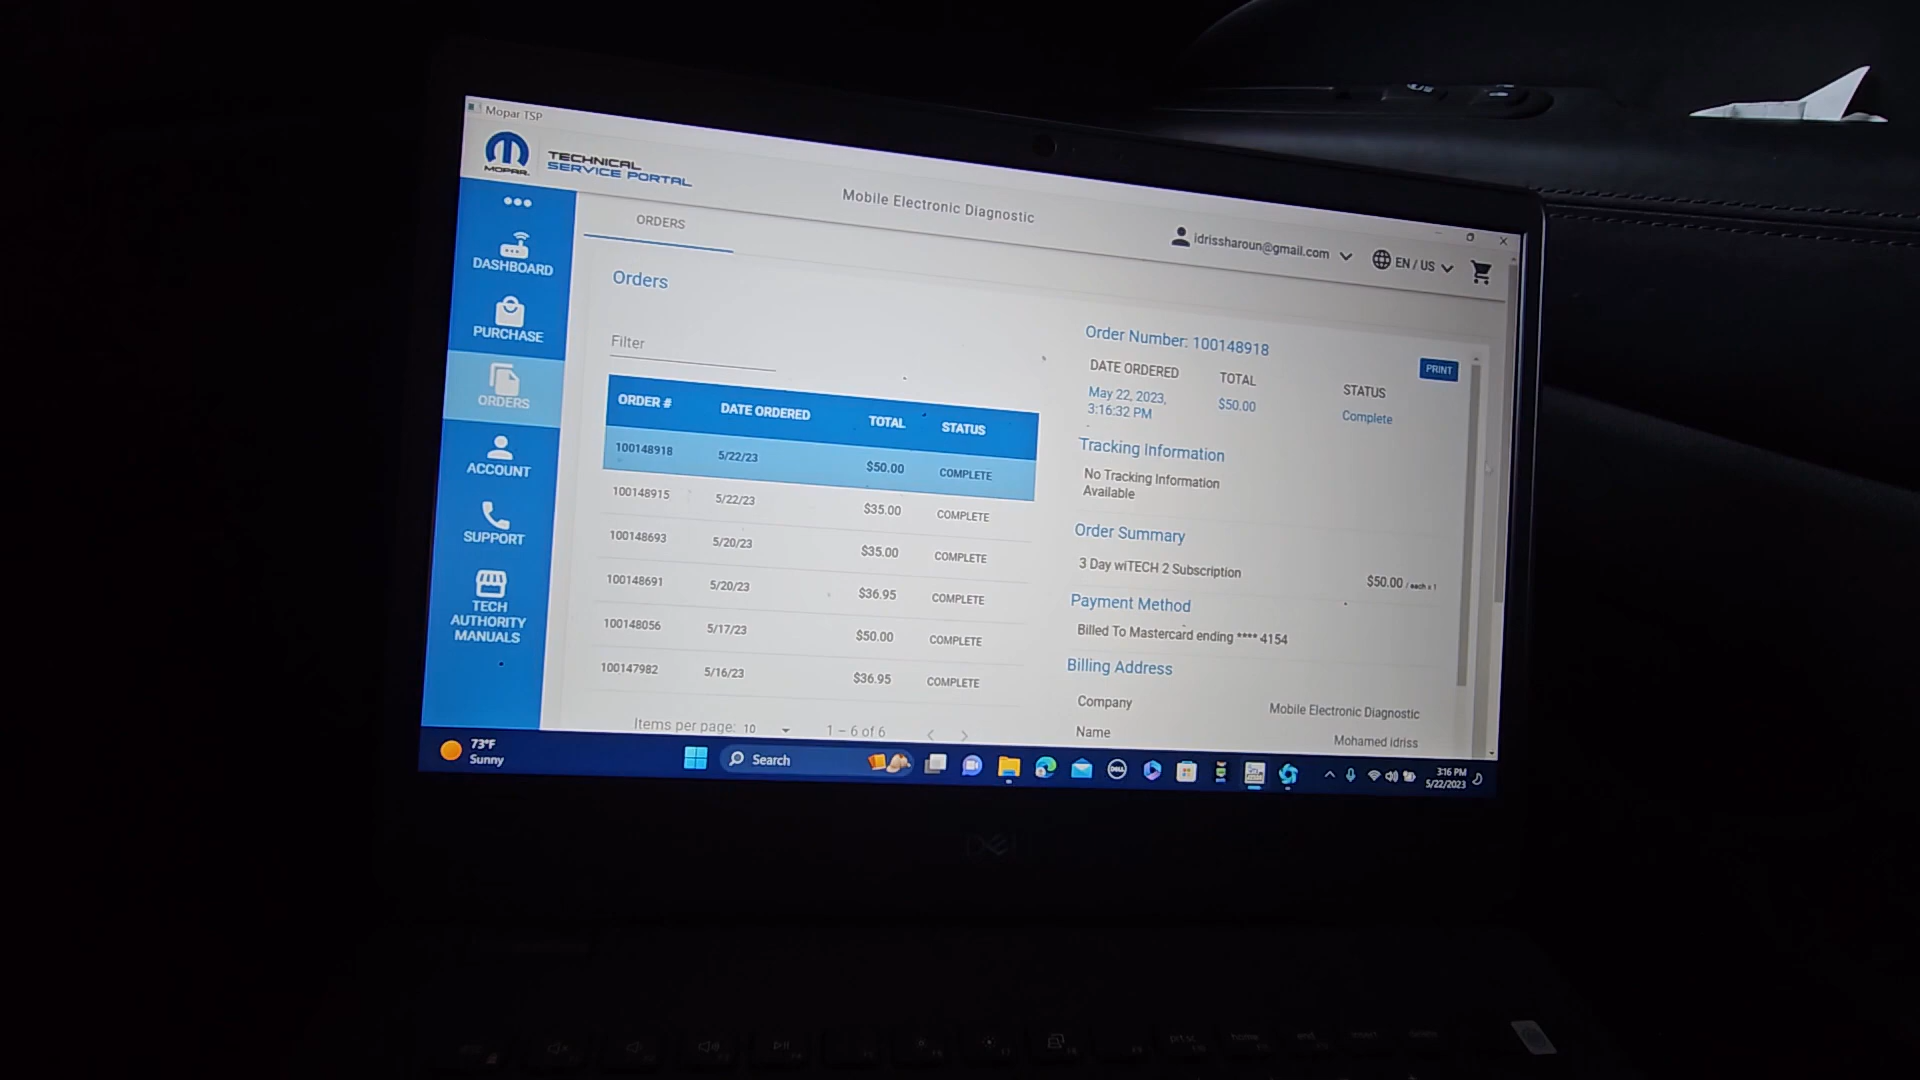 Mopar TSP
MOPAR.
TECHNICAL
SERVICE PORTAL
Mobile Electronic Diagnostic
idrissharoun@gmail.com
EN / US
DASHBOARD
PURCHASE
ORDERS
ACCOUNT
SUPPORT
TECH
AUTHORITY
MANUALS
ORDERS
Orders
Filter
ORDER # DATE ORDERED TOTAL STATUS
100148918 5/22/23 $50.00 COMPLETE
100148915 5/22/23 $35.00 COMPLETE
100148693 5/20/23 $35.00 COMPLETE
100148691 5/20/23 $36.95 COMPLETE
100148056 5/17/23 $50.00 COMPLETE
100147982 5/16/23 $36.95 COMPLETE
Items per page: 10 1 – 6 of 6
Order Number: 100148918
PRINT
DATE ORDERED TOTAL STATUS
May 22, 2023,
3:16:32 PM $50.00 Complete
Tracking Information
No Tracking Information
Available
Order Summary
3 Day wiTECH 2 Subscription $50.00 / each x 1
Payment Method
Billed To Mastercard ending **** 4154
Billing Address
Company Mobile Electronic Diagnostic
Name Mohamed idriss
73°F
Sunny
Search
3:16 PM
5/22/2023
DELL